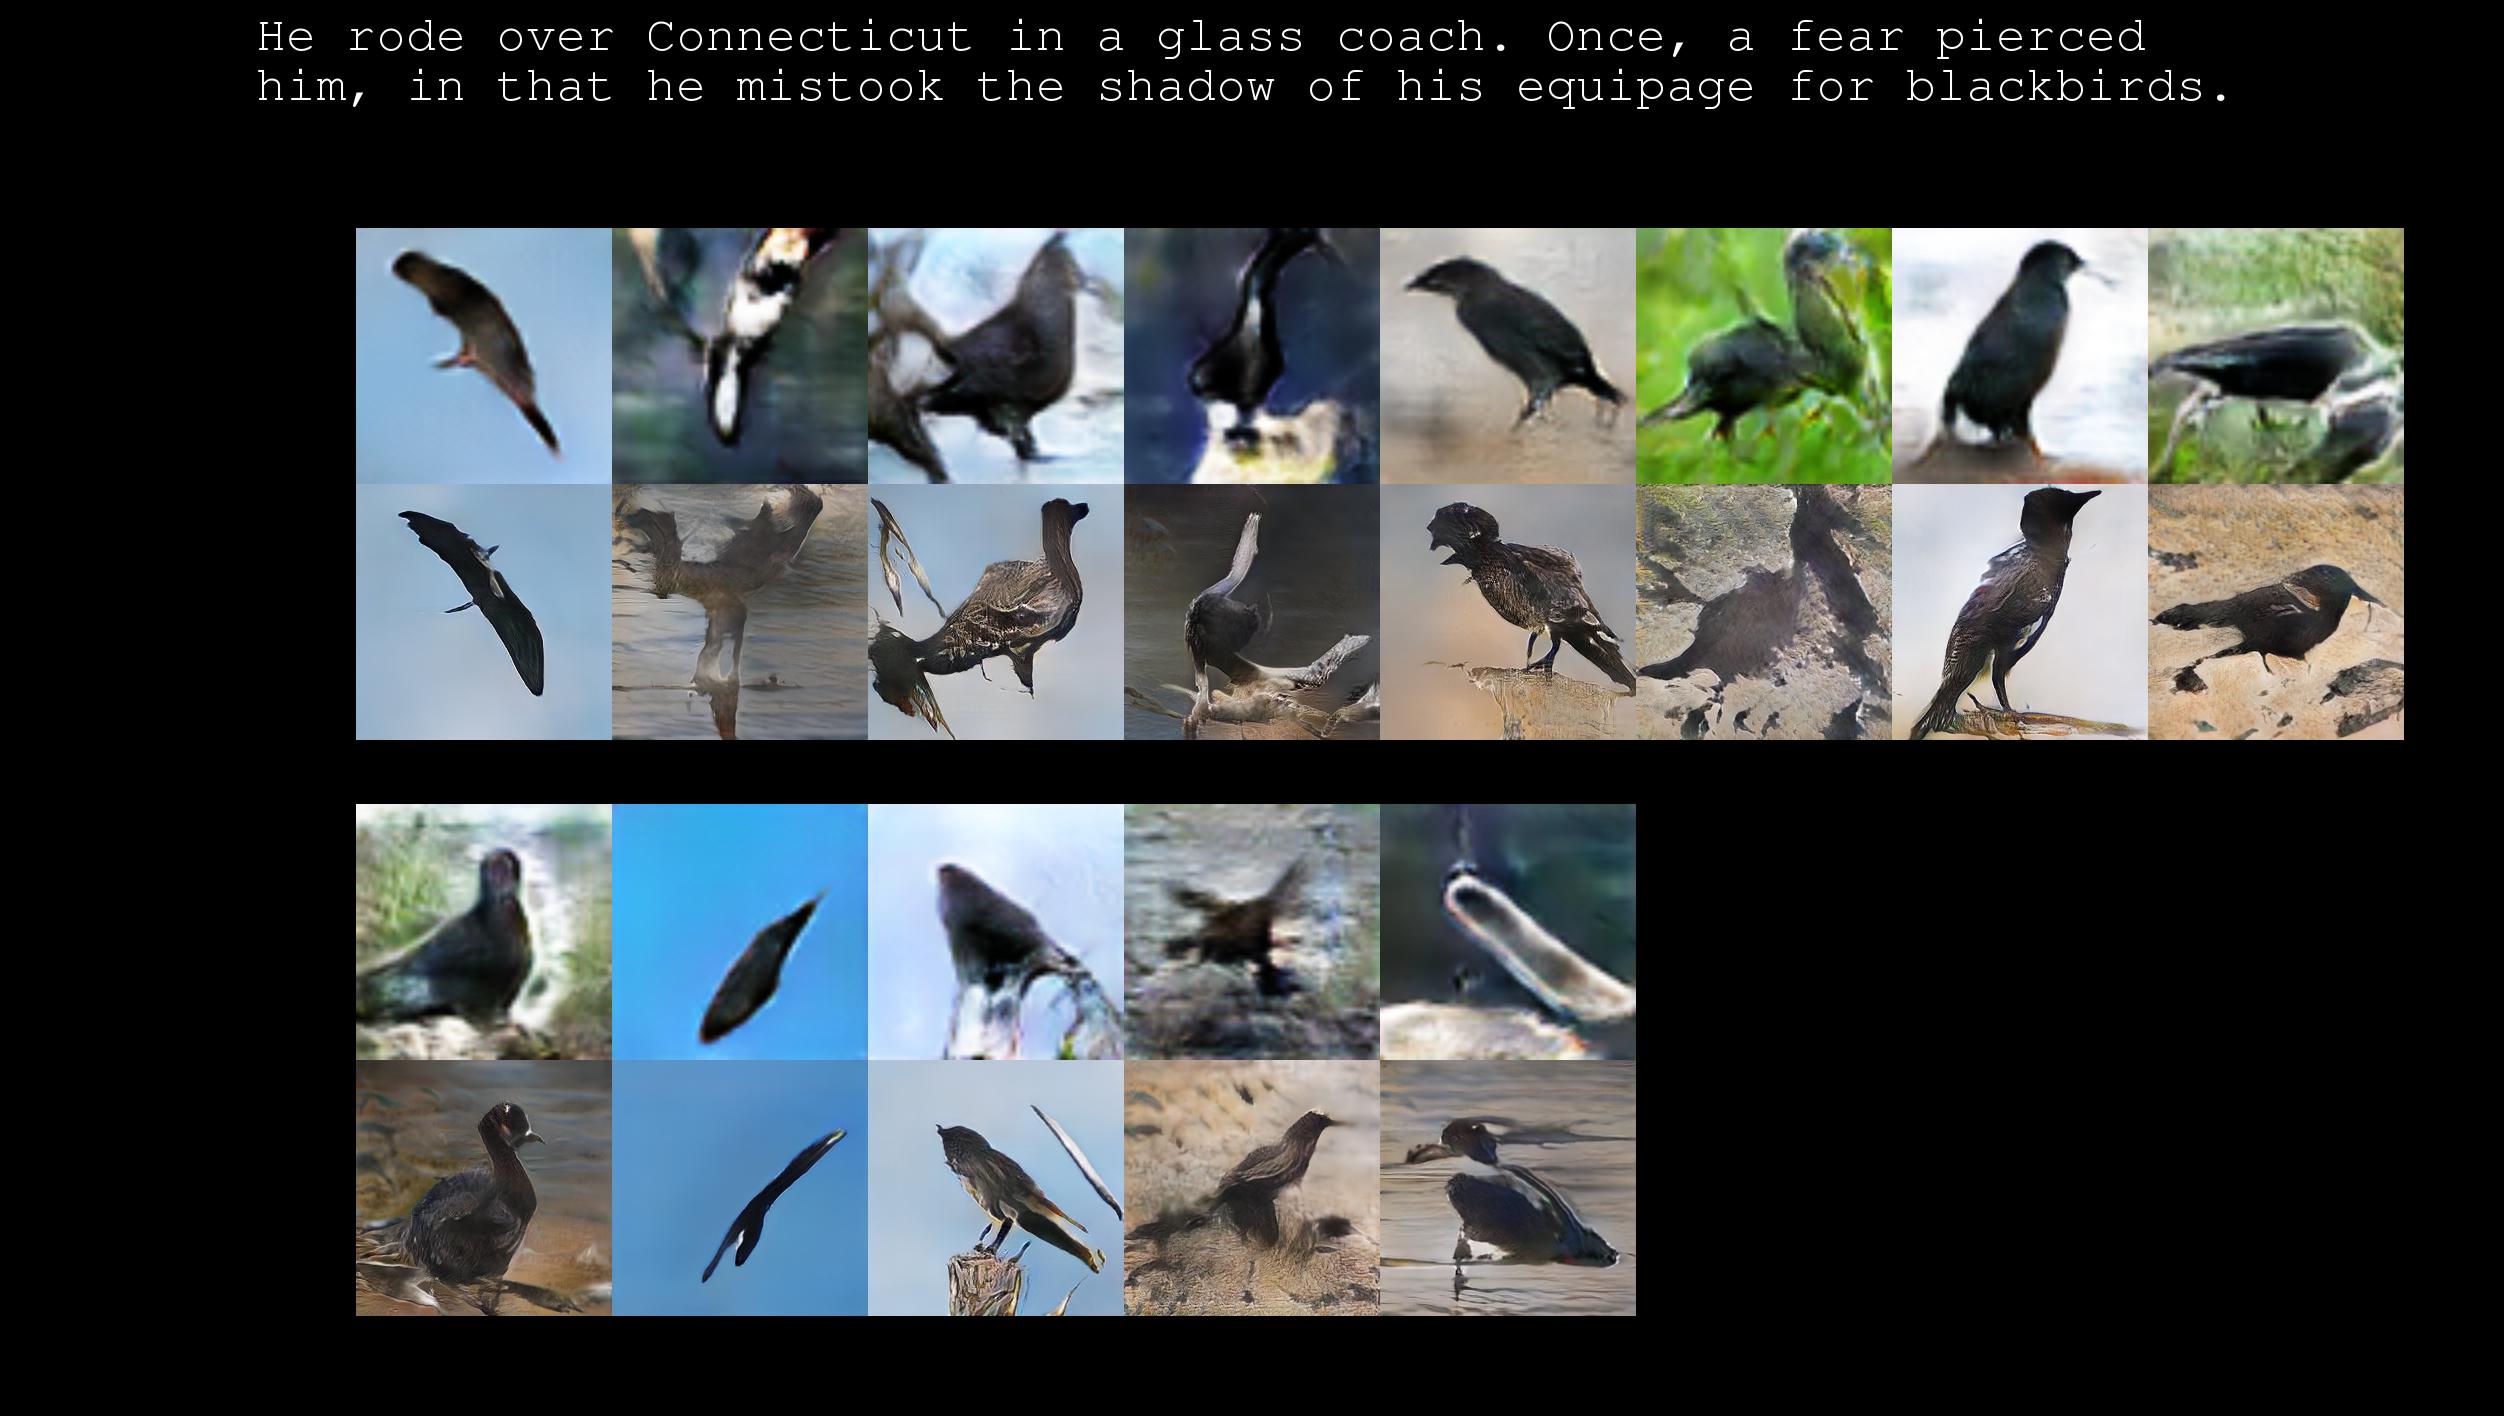 He rode over Connecticut in a glass coach. Once, a fear pierced
him, in that he mistook the shadow of his equipage for blackbirds.